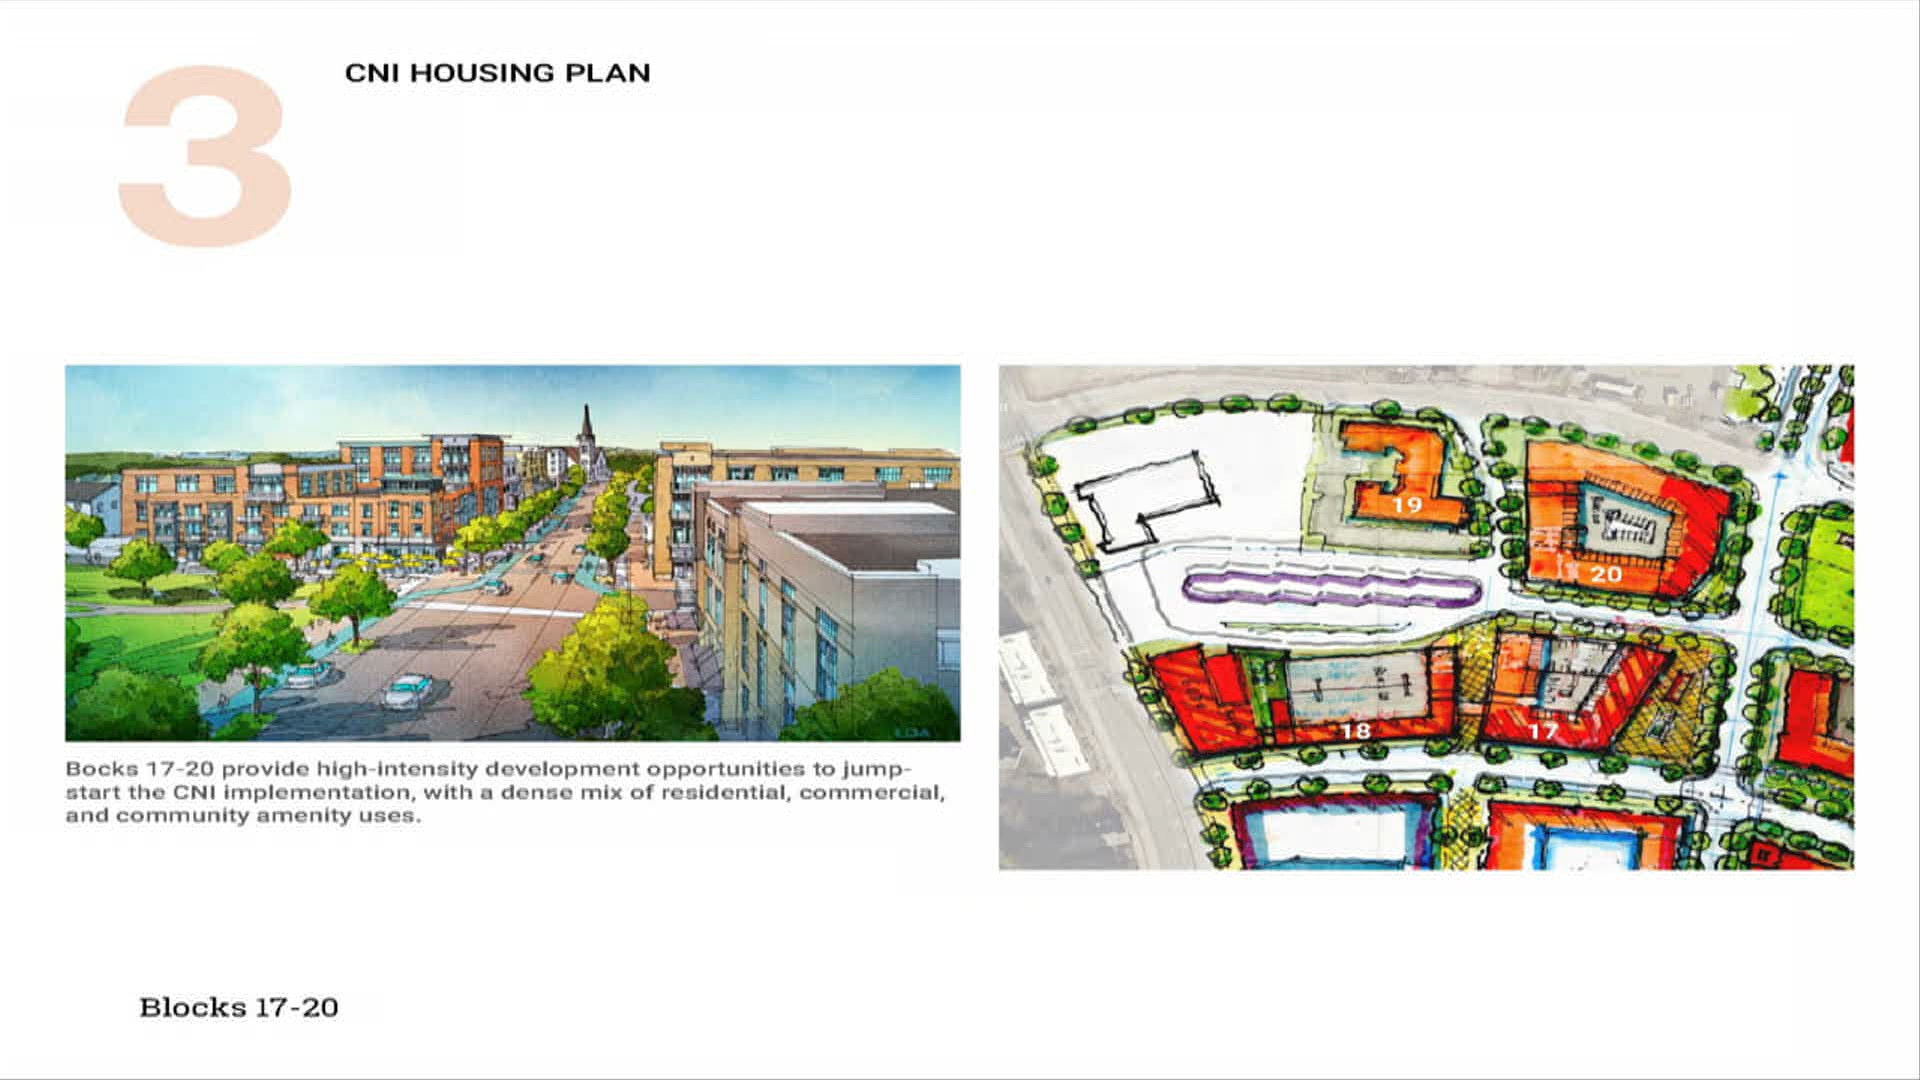 3
CNI HOUSING PLAN
Bocks 17-20 provide high-intensity development opportunities to jump-
start the CNI implementation, with a dense mix of residential, commercial,
and community amenity uses.
19
20
18
17
Blocks 17-20